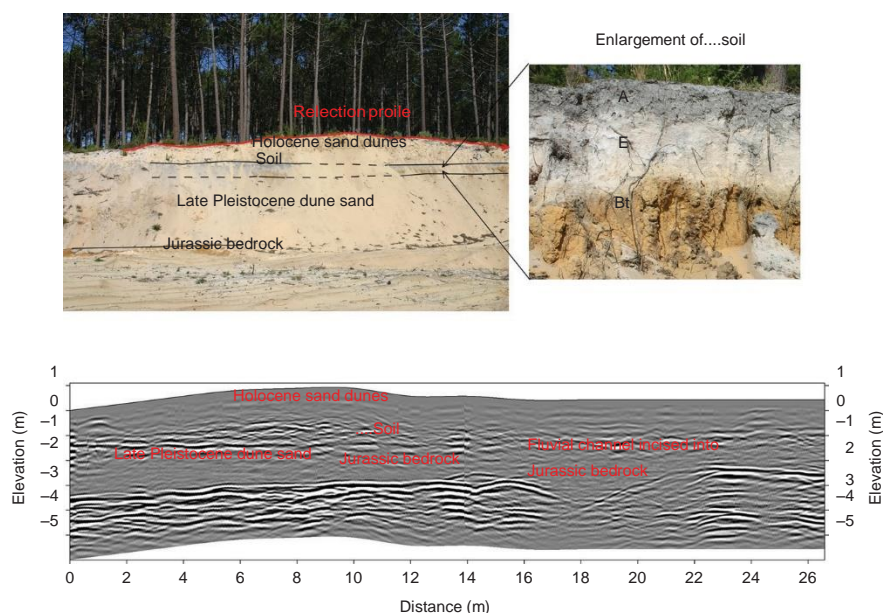 Enlargement of....soil
Relection proile
Holocene sand dunes
Soil
Late Pleistocene dune sand
Jurassic bedrock
A
E
Bt
1
0
–1
–2
–3
–4
–5
Elevation (m)
Holocene sand dunes
....Soil
Late Pleistocene dune sand
Jurassic bedrock
Fluvial channel incised into
Jurassic bedrock
1
0
–1
2
3
–4
–5
Elevation (m)
0 2 4 6 8 10 12 14 16 18 20 22 24 26
Distance (m)